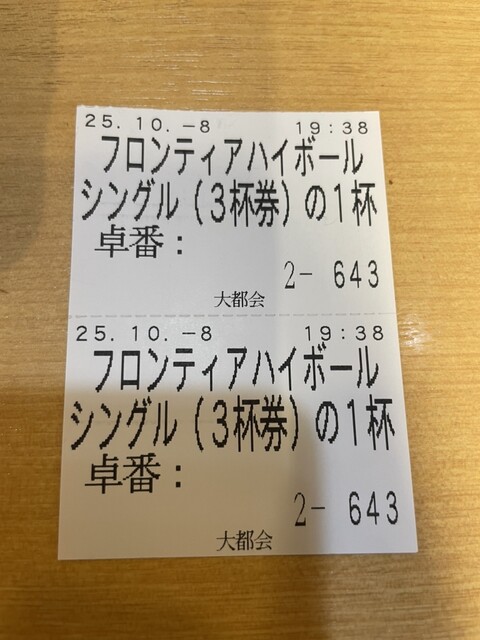 25.10.-8 19:38
フロンティアハイボール
シングル(3杯券)の1杯
卓番:
2- 643
大都会
25.10.-8 19:38
フロンティアハイボール
シングル(3杯券)の1杯
卓番:
2- 643
大都会